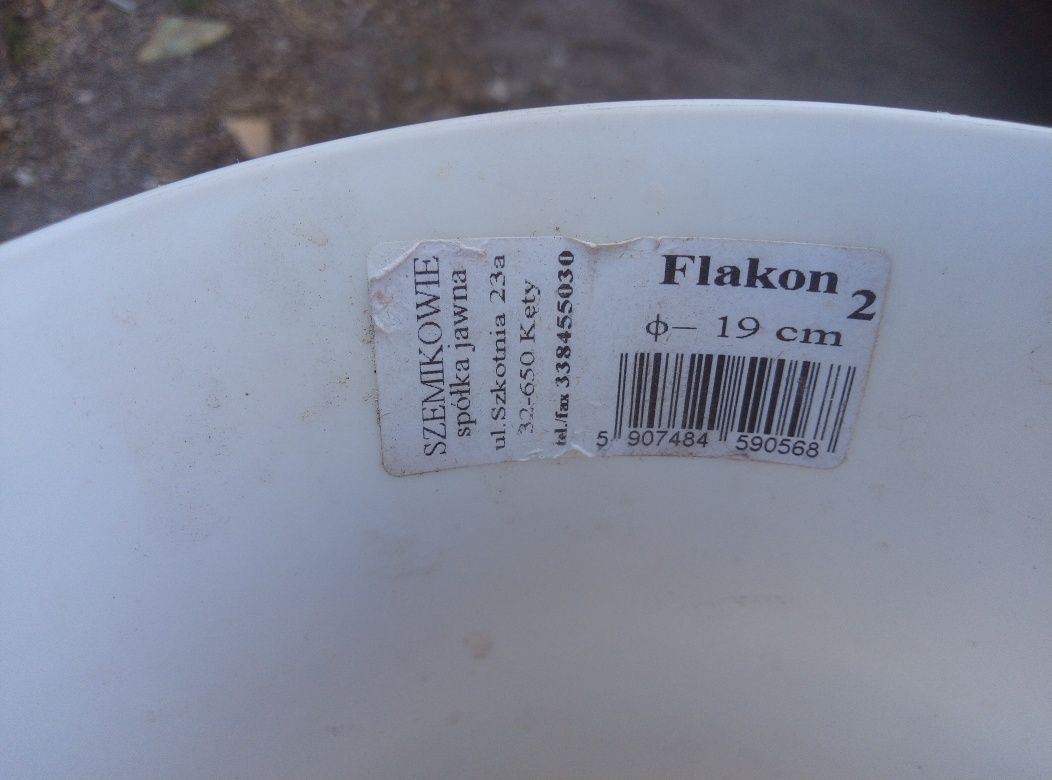 SZEMIKOWIE
spółka jawna
ul.Szkotnia 23a
32-650 Kęty
tel./fax 338455030
Flakon 2
ϕ– 19 cm
5 907484 590568